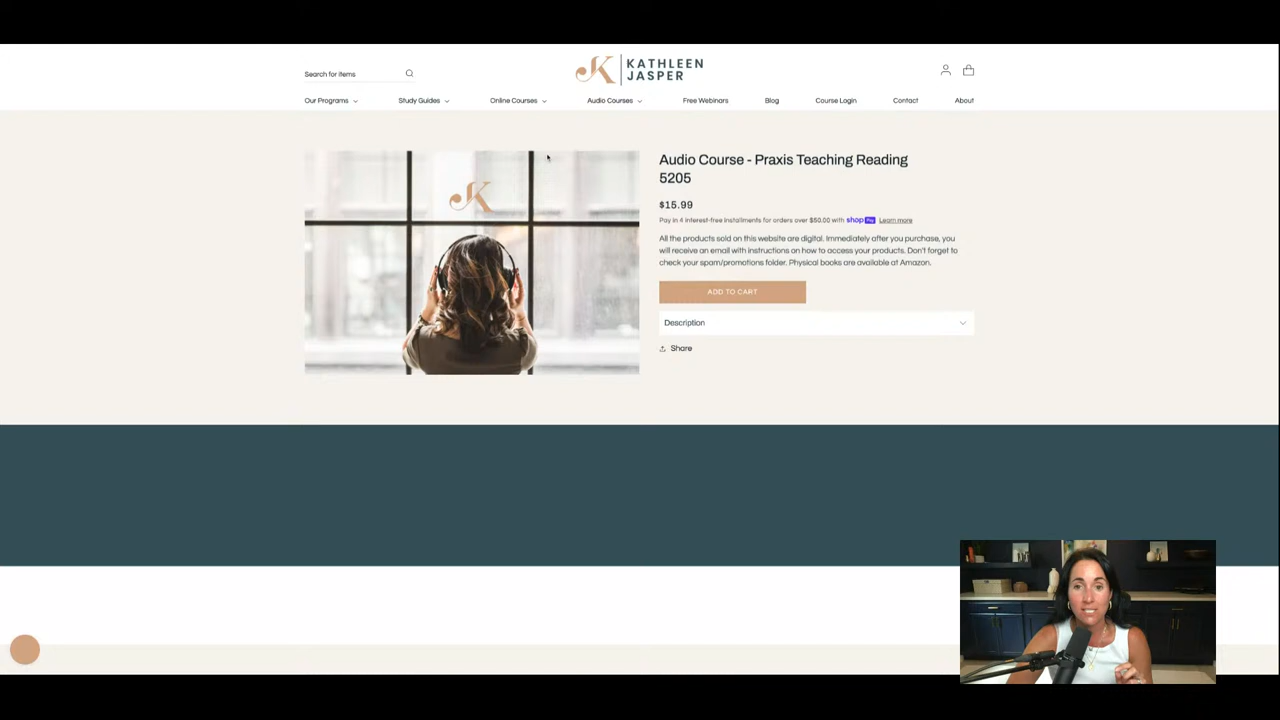 Search for items
KATHLEEN
JASPER
Our Programs
Study Guides
Online Courses
Audio Courses
Free Webinars
Blog
Course Login
Contact
About
JK
Audio Course - Praxis Teaching Reading
5205
$15.99
Pay in 4 interest-free installments for orders over $50.00 with shop Pay Learn more
All the products sold on this website are digital. Immediately after you purchase, you
will receive an email with instructions on how to access your products. Don't forget to
check your spam/promotions folder. Physical books are available at Amazon.
ADD TO CART
Description
Share